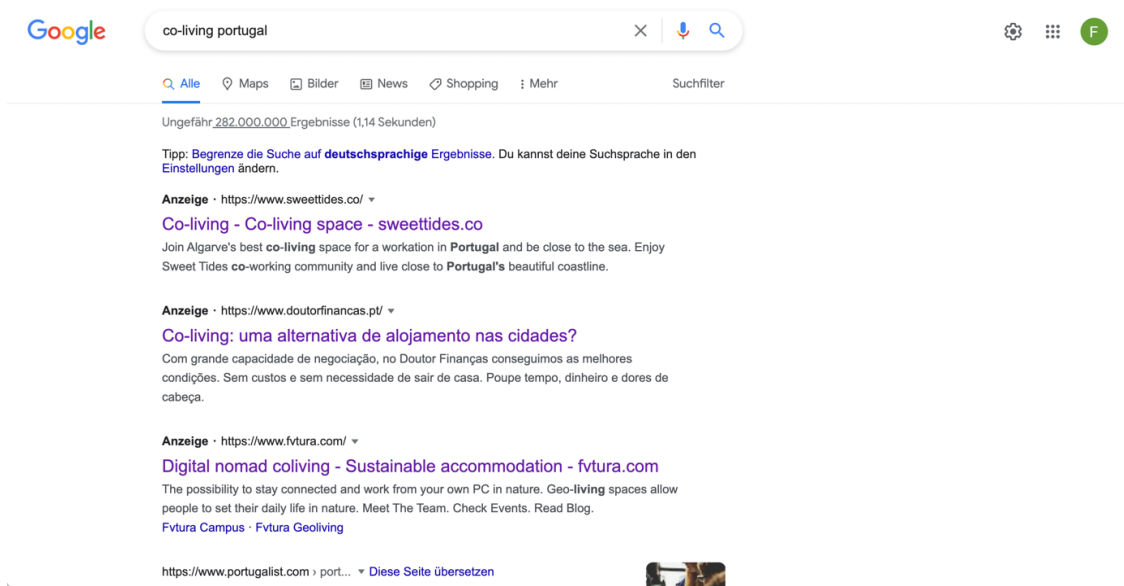 Google
co-living portugal
F
Alle Maps Bilder News Shopping Mehr Suchfilter
Ungefähr 282.000.000 Ergebnisse (1,14 Sekunden)
Tipp: Begrenze die Suche auf deutschsprachige Ergebnisse. Du kannst deine Suchsprache in den
Einstellungen ändern.
Anzeige · https://www.sweettides.co/
Co-living - Co-living space - sweettides.co
Join Algarve's best co-living space for a workation in Portugal and be close to the sea. Enjoy
Sweet Tides co-working community and live close to Portugal's beautiful coastline.
Anzeige · https://www.doutorfinancas.pt/
Co-living: uma alternativa de alojamento nas cidades?
Com grande capacidade de negociação, no Doutor Finanças conseguimos as melhores
condições. Sem custos e sem necessidade de sair de casa. Poupe tempo, dinheiro e dores de
cabeça.
Anzeige · https://www.fvtura.com/
Digital nomad coliving - Sustainable accommodation - fvtura.com
The possibility to stay connected and work from your own PC in nature. Geo-living spaces allow
people to set their daily life in nature. Meet The Team. Check Events. Read Blog.
Fvtura Campus · Fvtura Geoliving
https://www.portugalist.com › port... Diese Seite übersetzen